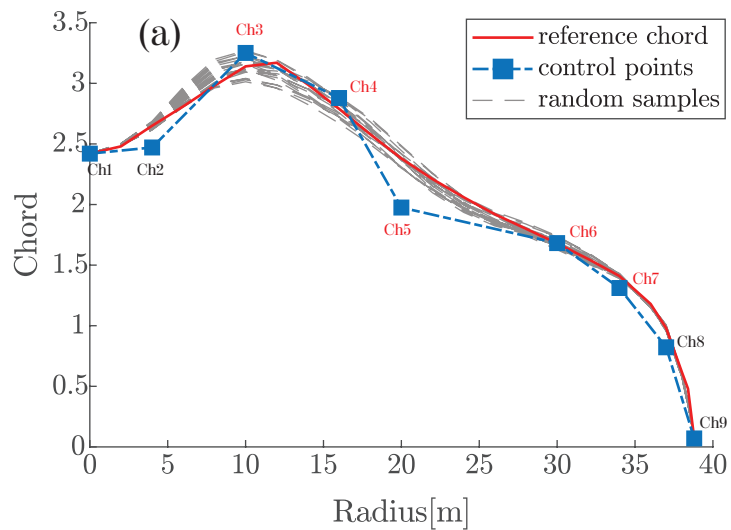 (a)
reference chord
control points
random samples
3.5
3
2.5
2
1.5
1
0.5
0
Chord
Ch1
Ch2
Ch3
Ch4
Ch5
Ch6
Ch7
Ch8
Ch9
0 5 10 15 20 25 30 35 40
Radius[m]